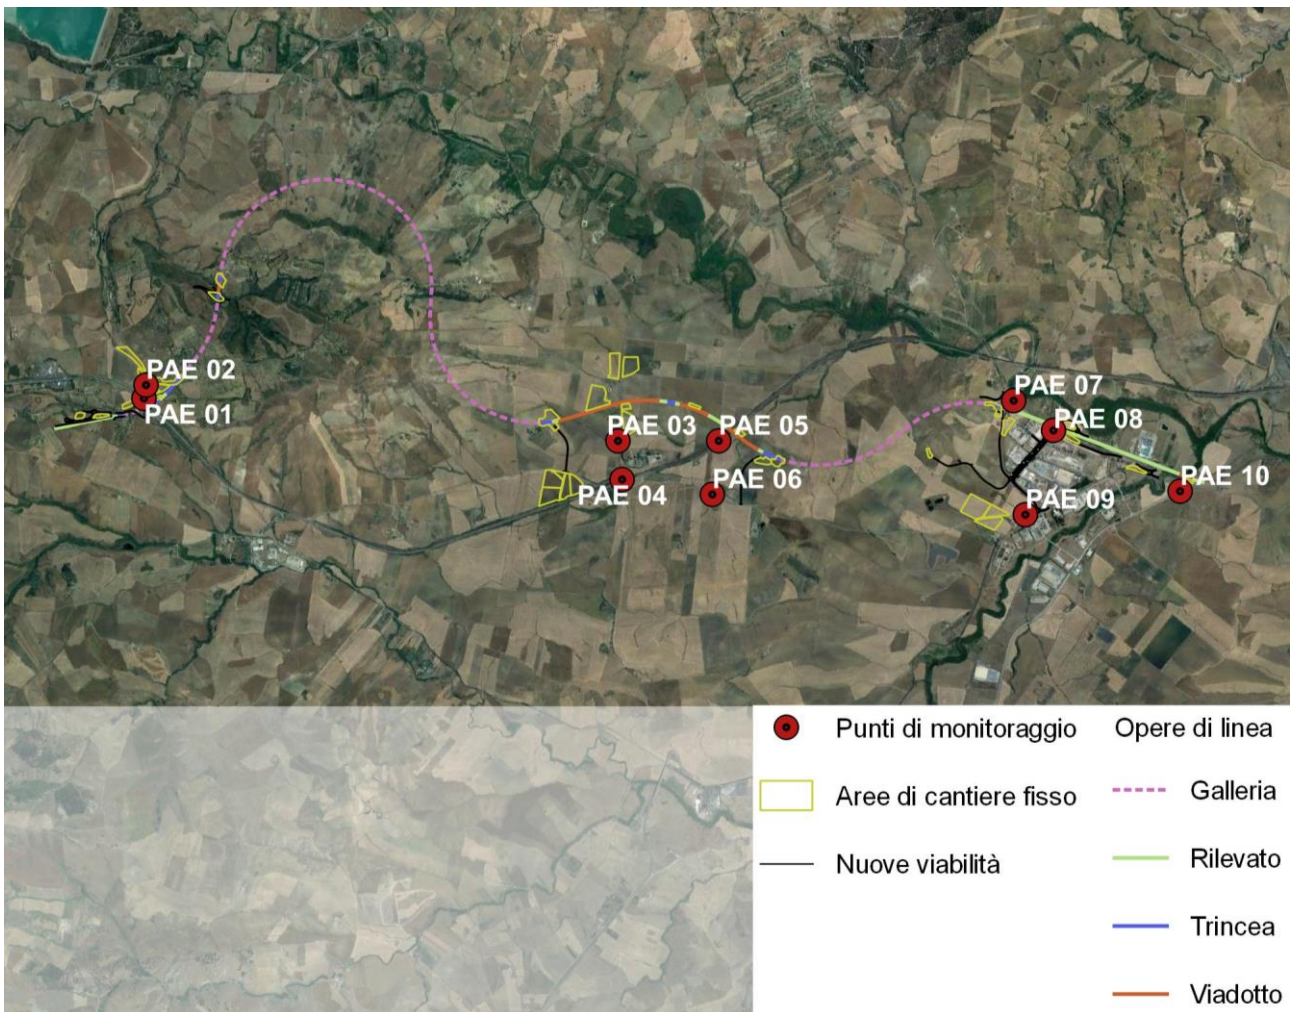 PAE 02
PAE 01
PAE 03
PAE 04
PAE 05
PAE 06
PAE 07
PAE 08
PAE 09
PAE 10
Punti di monitoraggio
Aree di cantiere fisso
Nuove viabilità
Opere di linea
Galleria
Rilevato
Trincea
Viadotto